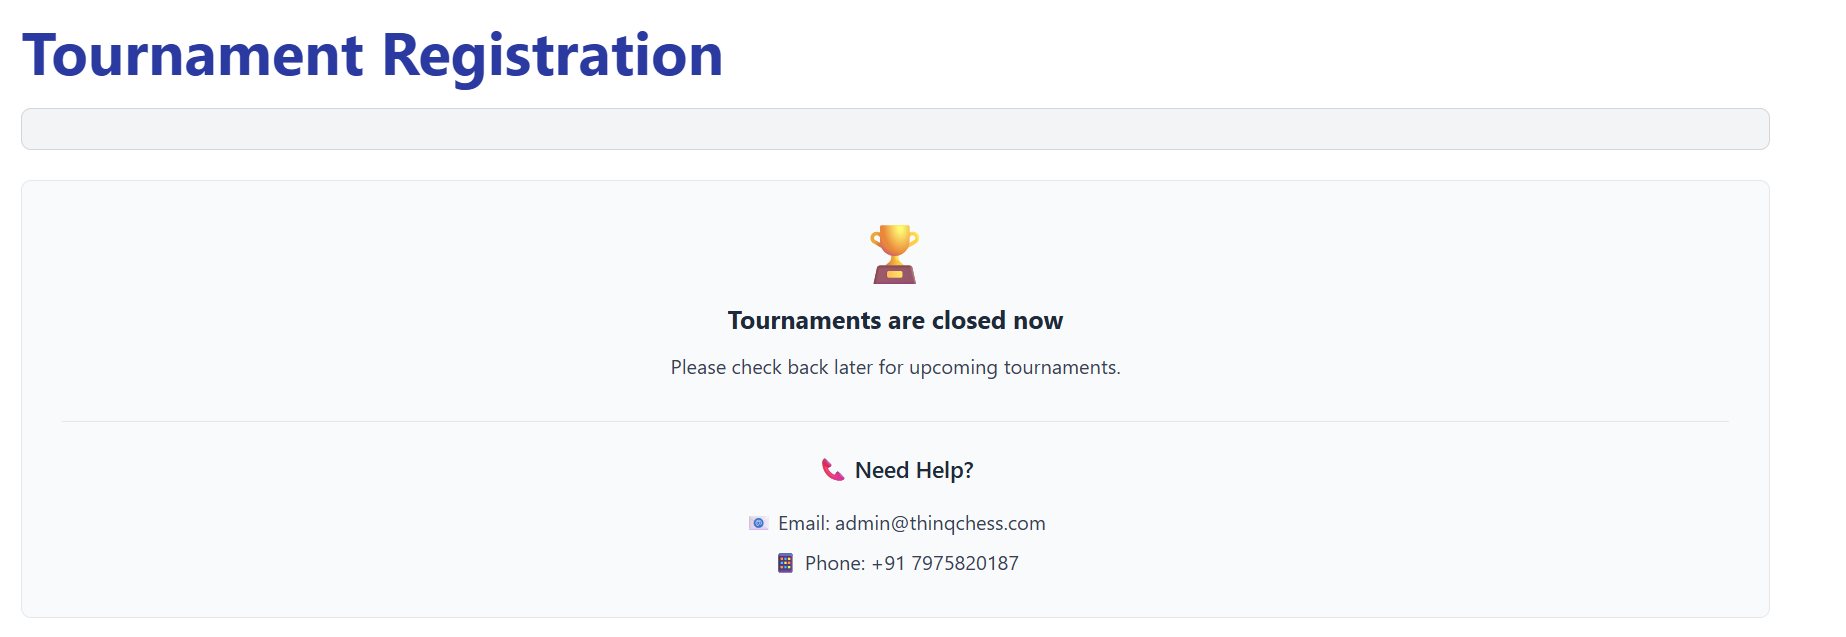 Tournament Registration
Tournaments are closed now
Please check back later for upcoming tournaments.
Need Help?
Email: admin@thinqchess.com
Phone: +91 7975820187